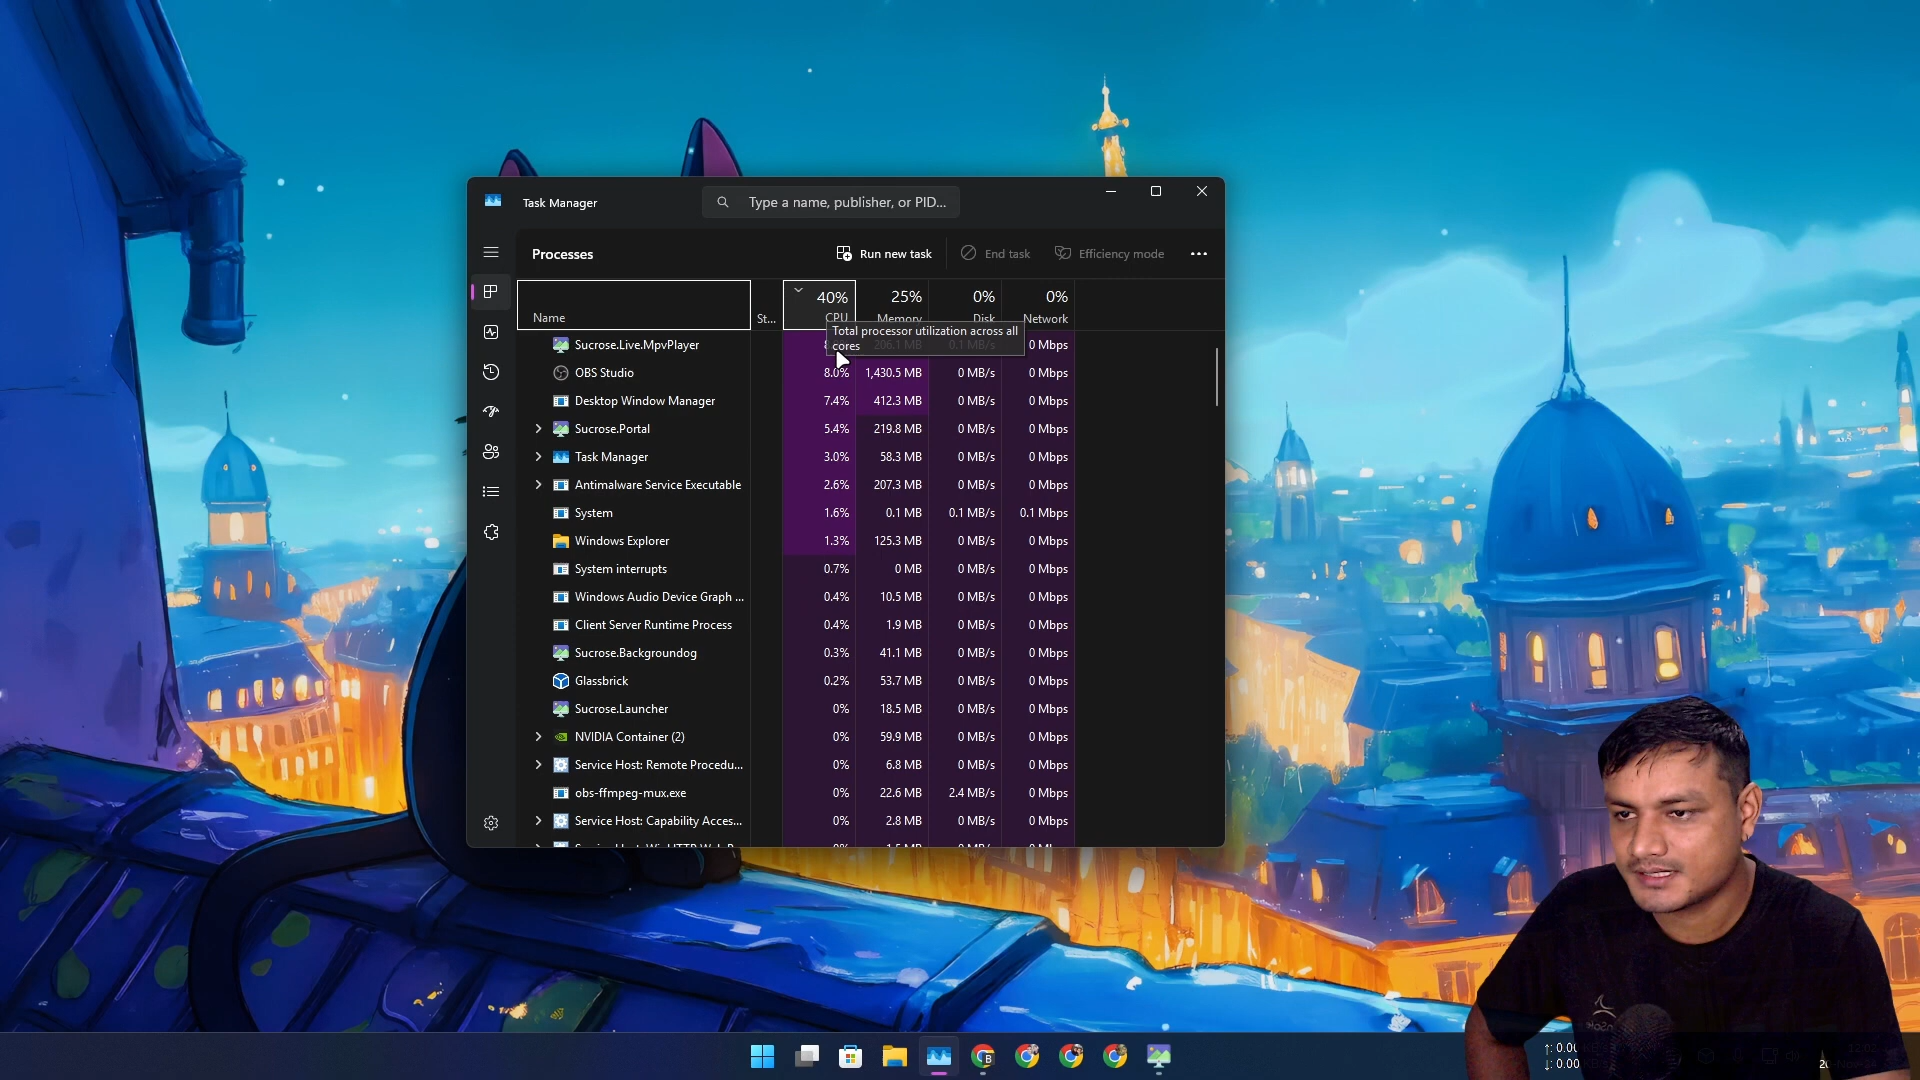 Task Manager
Type a name, publisher, or PID...
Processes
Run new task
End task
Efficiency mode
Name
St...
40%
CPU
25%
Memory
0%
Disk
0%
Network
Total processor utilization across all
cores
Sucrose.Live.MpvPlayer 206.1 MB 0.1 MB/s 0 Mbps
OBS Studio 8.0% 1,430.5 MB 0 MB/s 0 Mbps
Desktop Window Manager 7.4% 412.3 MB 0 MB/s 0 Mbps
Sucrose.Portal 5.4% 219.8 MB 0 MB/s 0 Mbps
Task Manager 3.0% 58.3 MB 0 MB/s 0 Mbps
Antimalware Service Executable 2.6% 207.3 MB 0 MB/s 0 Mbps
System 1.6% 0.1 MB 0.1 MB/s 0.1 Mbps
Windows Explorer 1.3% 125.3 MB 0 MB/s 0 Mbps
System interrupts 0.7% 0 MB 0 MB/s 0 Mbps
Windows Audio Device Graph ... 0.4% 10.5 MB 0 MB/s 0 Mbps
Client Server Runtime Process 0.4% 1.9 MB 0 MB/s 0 Mbps
Sucrose.Backgroundog 0.3% 41.1 MB 0 MB/s 0 Mbps
Glassbrick 0.2% 53.7 MB 0 MB/s 0 Mbps
Sucrose.Launcher 0% 18.5 MB 0 MB/s 0 Mbps
NVIDIA Container (2) 0% 59.9 MB 0 MB/s 0 Mbps
Service Host: Remote Procedu... 0% 6.8 MB 0 MB/s 0 Mbps
obs-ffmpeg-mux.exe 0% 22.6 MB 2.4 MB/s 0 Mbps
Service Host: Capability Acces... 0% 2.8 MB 0 MB/s 0 Mbps
B
↑: 0.00
↓: 0.00